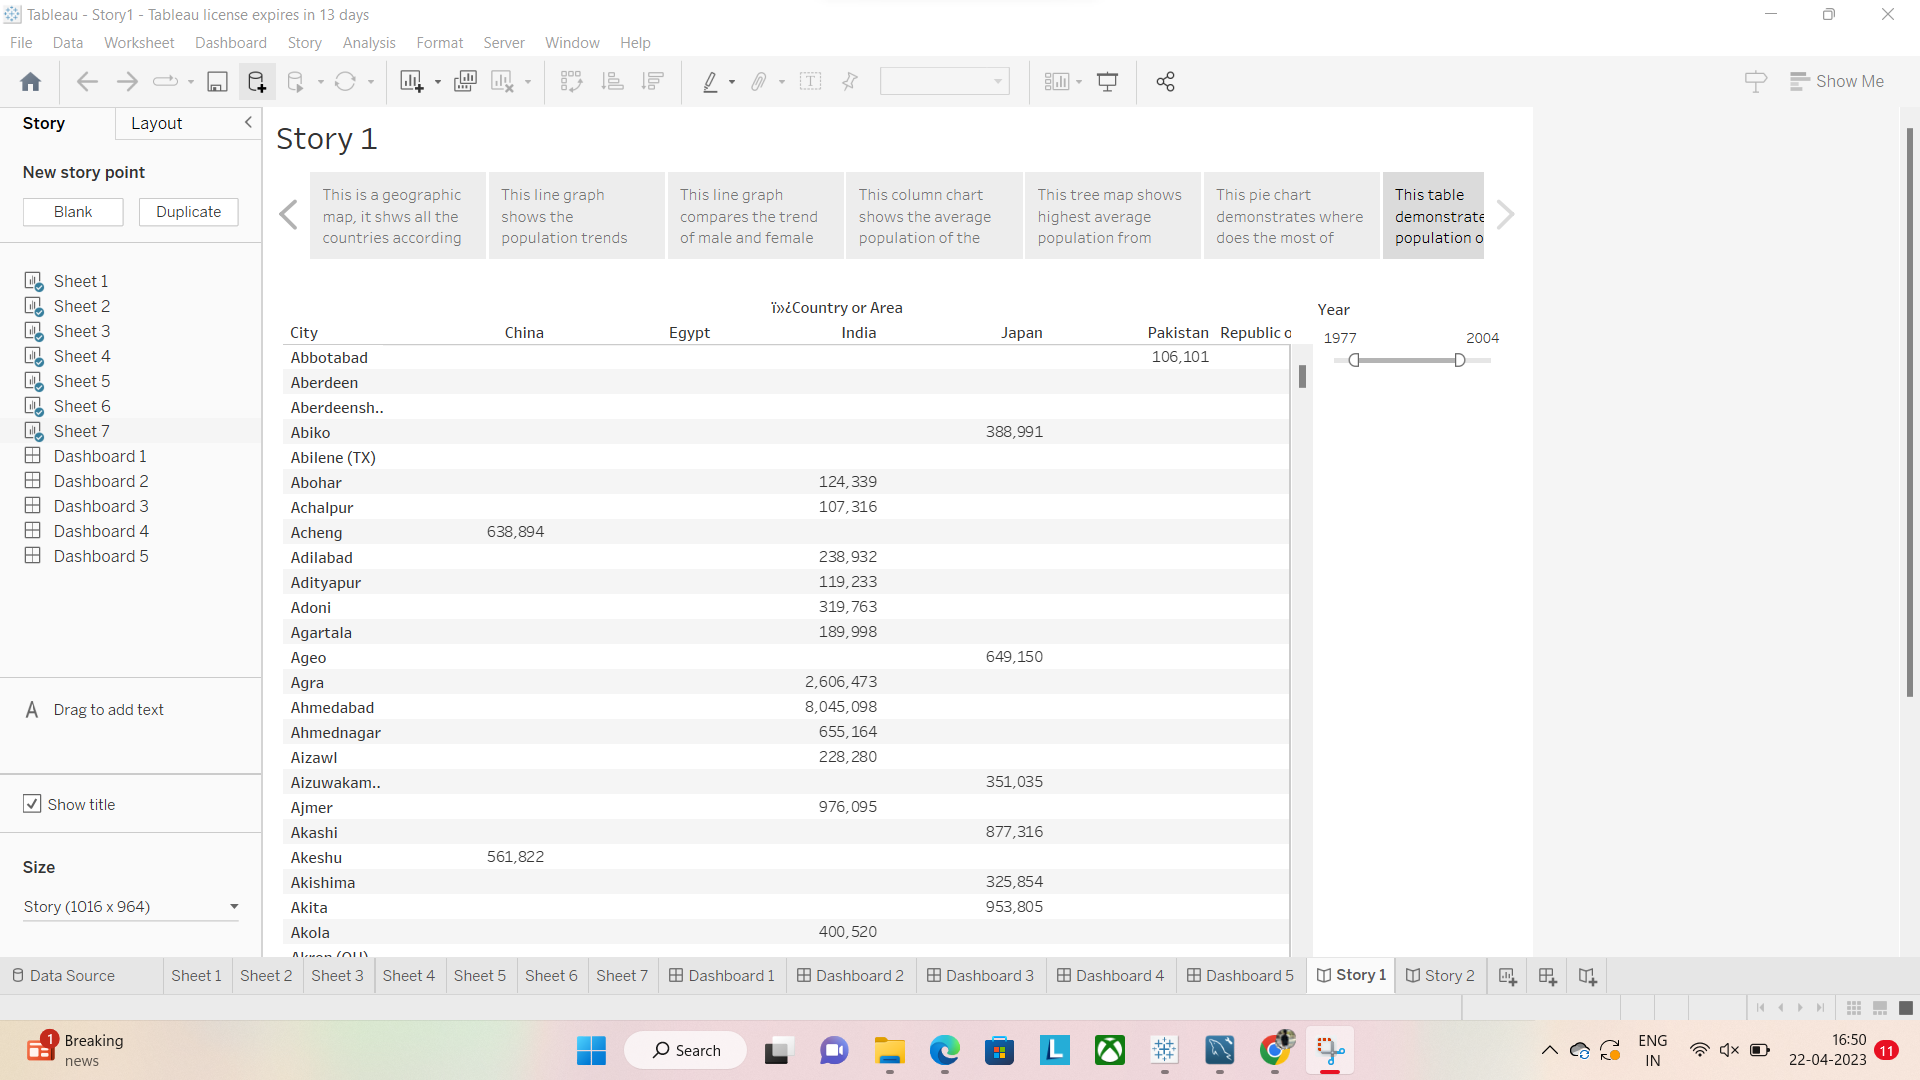 Tableau - Story1 - Tableau license expires in 13 days
File Data Worksheet Dashboard Story Analysis Format Server Window Help
Show Me
Story Layout
New story point
Blank Duplicate
Sheet 1
Sheet 2
Sheet 3
Sheet 4
Sheet 5
Sheet 6
Sheet 7
Dashboard 1
Dashboard 2
Dashboard 3
Dashboard 4
Dashboard 5
A Drag to add text
Show title
Size
Story (1016 x 964)
Story 1
This is a geographic
map, it shws all the
countries according
This line graph
shows the
population trends
This line graph
compares the trend
of male and female
This column chart
shows the average
population of the
This tree map shows
highest average
population from
This pie chart
demonstrates where
does the most of
This table
demonstrate
population o
ï»¿Country or Area
City China Egypt India Japan Pakistan Republic o
Abbotabad 106,101
Aberdeen
Aberdeensh..
Abiko 388,991
Abilene (TX)
Abohar 124,339
Achalpur 107,316
Acheng 638,894
Adilabad 238,932
Adityapur 119,233
Adoni 319,763
Agartala 189,998
Ageo 649,150
Agra 2,606,473
Ahmedabad 8,045,098
Ahmednagar 655,164
Aizawl 228,280
Aizuwakam.. 351,035
Ajmer 976,095
Akashi 877,316
Akeshu 561,822
Akishima 325,854
Akita 953,805
Akola 400,520
Akron (OH)
Year
1977 2004
Data Source Sheet 1 Sheet 2 Sheet 3 Sheet 4 Sheet 5 Sheet 6 Sheet 7 Dashboard 1 Dashboard 2 Dashboard 3 Dashboard 4 Dashboard 5 Story 1 Story 2
1 Breaking
news
Search
L
ENG
IN
16:50
22-04-2023
11